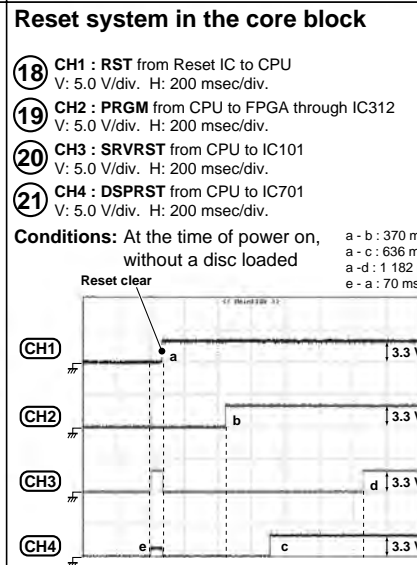 Reset system in the core block
18 CH1 : RST from Reset IC to CPU
V: 5.0 V/div. H: 200 msec/div.
19 CH2 : PRGM from CPU to FPGA through IC312
V: 5.0 V/div. H: 200 msec/div.
20 CH3 : SRVRST from CPU to IC101
V: 5.0 V/div. H: 200 msec/div.
21 CH4 : DSPRST from CPU to IC701
V: 5.0 V/div. H: 200 msec/div.
Conditions: At the time of power on,
without a disc loaded
a - b : 370 m
a - c : 636 m
a -d : 1 182
e - a : 70 ms
Reset clear
CH1 a 3.3 V
CH2 b 3.3 V
CH3 d 3.3 V
CH4 e c 3.3 V